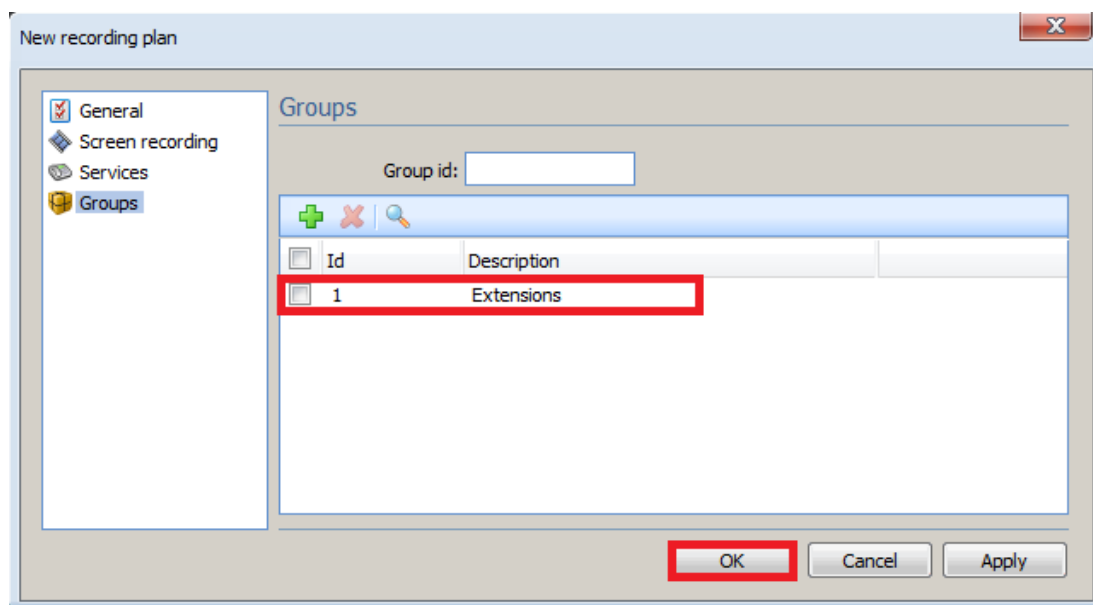 New recording plan
General
Screen recording
Services
Groups
Groups
Group id:
Id Description
1 Extensions
OK Cancel Apply